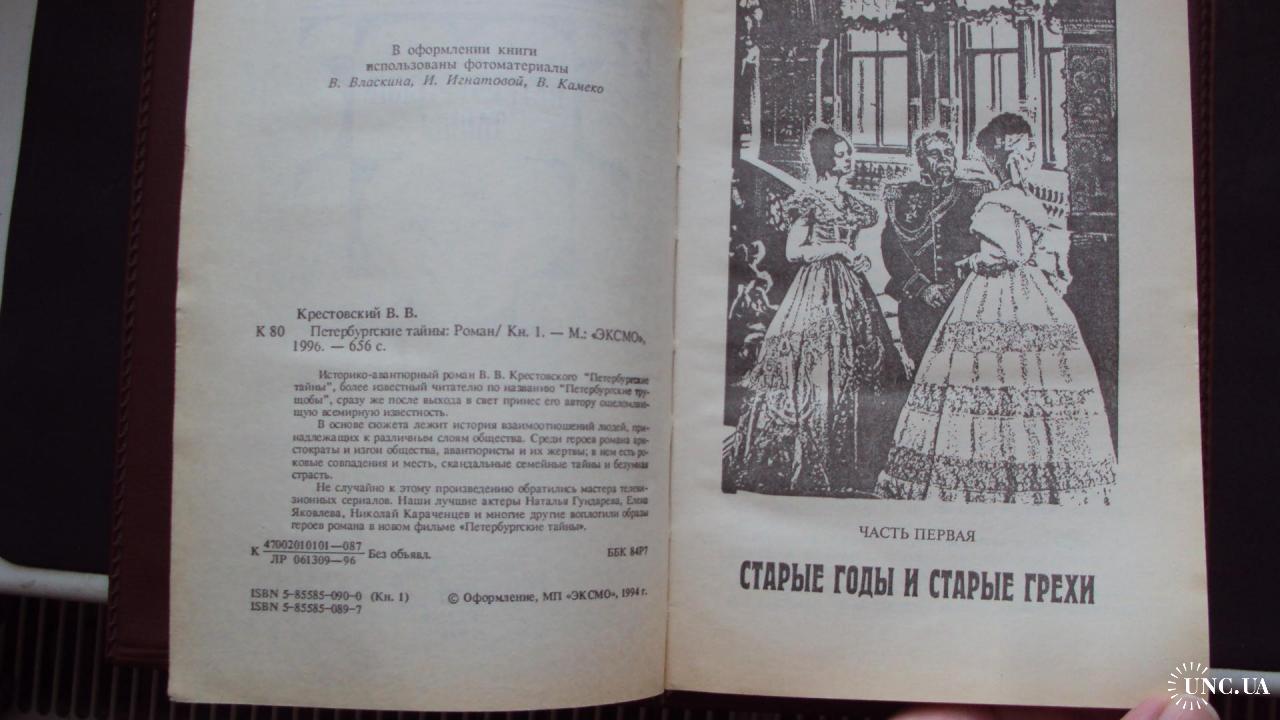 В оформлении книги
использованы фотоматериалы
В. Власкина, И. Игнатовой, В. Камеко
Крестовский В. В.
К 80 Петербургские тайны: Роман/ Кн. 1. — М.: «ЭКСМО»,
1996. — 656 с.
Историко-авантюрный роман В. В. Крестовского "Петербургские
тайны", более известный читателю по названию "Петербургские тру-
щобы", сразу же после выхода в свет принес его автору ошеломля-
ющую всемирную известность.
В основе сюжета лежит история взаимоотношений людей, при-
надлежащих к различным слоям общества. Среди героев романа ари-
стократы и изгои общества, авантюристы и их жертвы; в нем есть ро-
ковые совпадения и месть, скандальные семейные тайны и безумная
страсть.
Не случайно к этому произведению обратились мастера телеви-
зионных сериалов. Наши лучшие актеры Наталья Гундарева, Елена
Яковлева, Николай Караченцев и многие другие воплотили образы
героев романа в новом фильме «Петербургские тайны».
К 47002010101—087
ЛР 061309—96 Без объявл. ББК 84Р7
ISBN 5-85585-090-0 (Кн. 1)
ISBN 5-85585-089-7
© Оформление, МП «ЭКСМО», 1994 г.
ЧАСТЬ ПЕРВАЯ
СТАРЫЕ ГОДЫ И СТАРЫЕ ГРЕХИ
UNC.UA